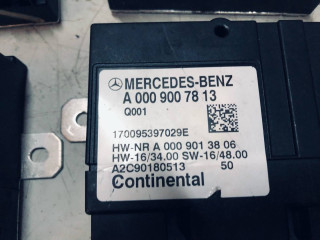 MERCEDES-BENZ
A 000 900 78 13
Q001
170095397029E
HW-NR A 000 901 38 06
HW-16/34.00 SW-16/48.00
A2C90180513 50
Continental